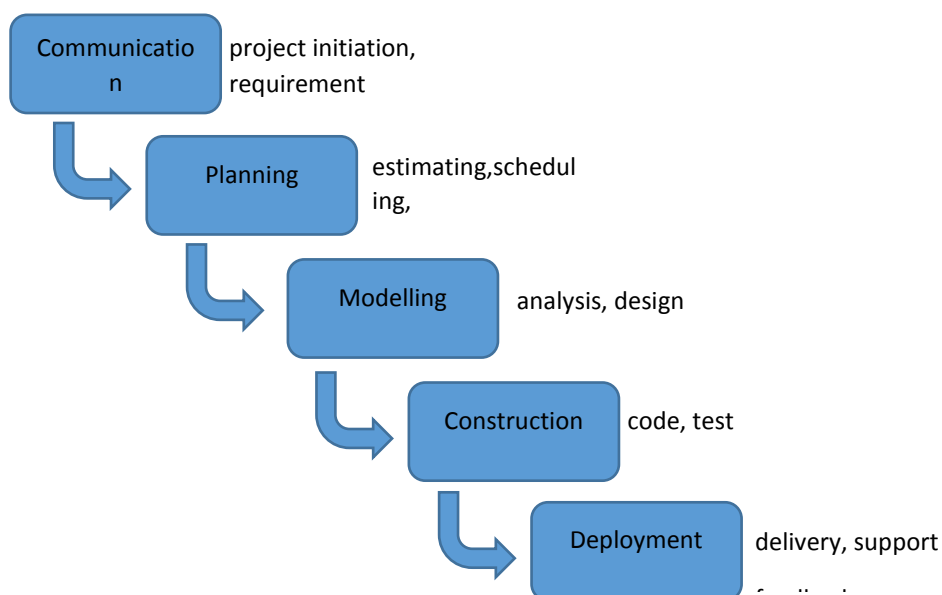 Communicatio
n
project initiation,
requirement
Planning
estimating,schedul
ing,
Modelling
analysis, design
Construction
code, test
Deployment
delivery, support